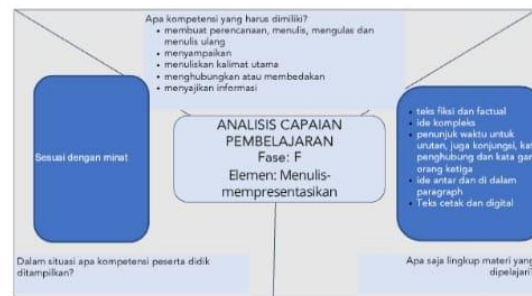 Apa kompetensi yang harus dimiliki?
• membuat perencanaan, menulis, mengulas dan
menulis ulang
• menyampaikan
• menuliskan kalimat utama
• menghubungkan atau membedakan
• menyajikan informasi
Sesuai dengan minat
ANALISIS CAPAIAN
PEMBELAJARAN
Fase: F
Elemen: Menulis-
mempresentasikan
• teks fiksi dan factual
• ide kompleks
• penunjuk waktu untuk
urutan, juga konjungsi,
penghubung dan kata
orang ketiga
• ide antar dan di dalam
paragraph
• Teks cetak dan digital
Dalam situasi apa kompetensi peserta didik
ditampilkan?
Apa saja lingkup materi yang
dipelajari?